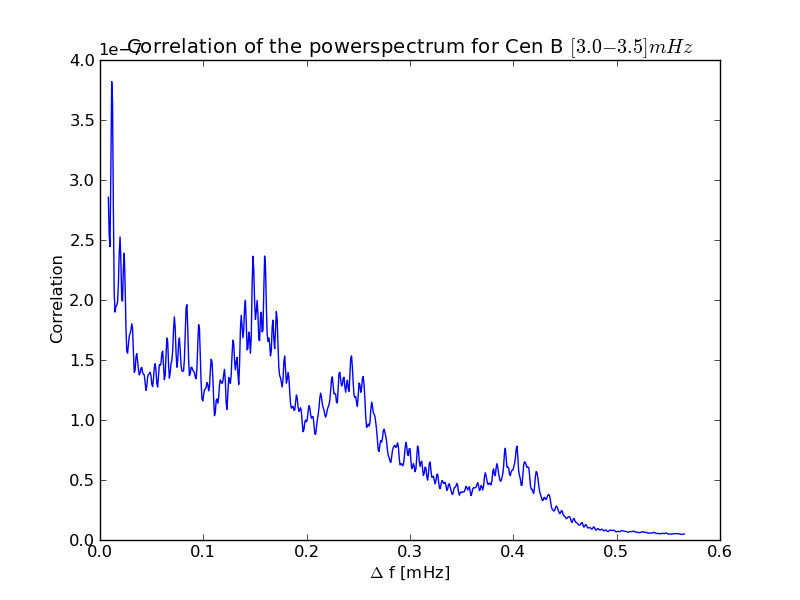 Correlation of the powerspectrum for Cen B [3.0−3.5]mHz
1e−7
4.0
3.5
3.0
2.5
2.0
1.5
1.0
0.5
0.0
Correlation
0.0 0.1 0.2 0.3 0.4 0.5 0.6
Δ f [mHz]